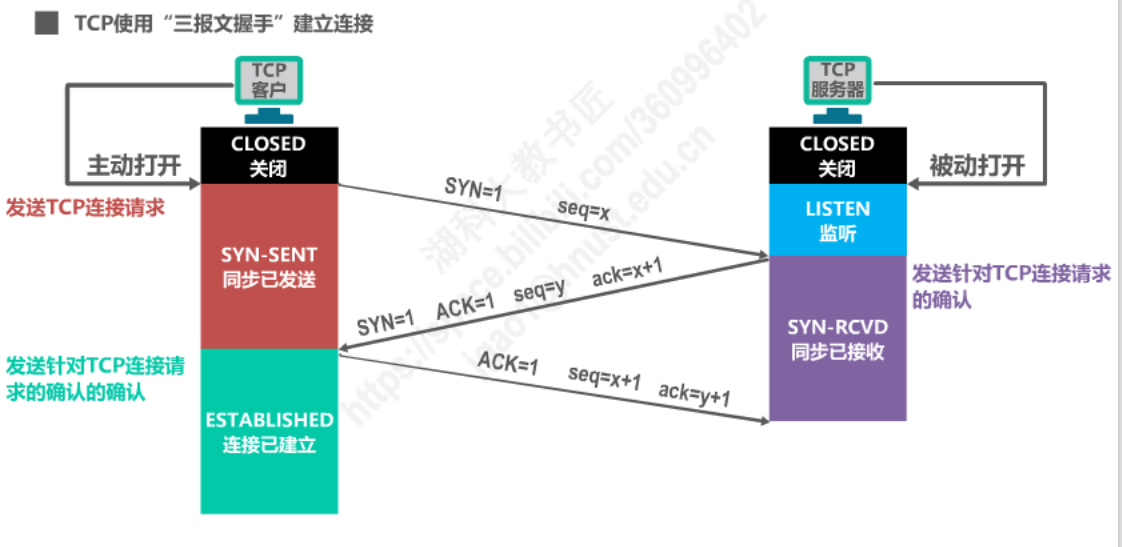 TCP使用“三报文握手”建立连接
TCP
客户
TCP
服务器
CLOSED
关闭
CLOSED
关闭
主动打开
被动打开
发送TCP连接请求
SYN=1 seq=x
LISTEN
监听
SYN-SENT
同步已发送
SYN=1 ACK=1 seq=y ack=x+1
发送针对TCP连接请求
的确认
SYN-RCVD
同步已接收
发送针对TCP连接请
求的确认的确认
ACK=1 seq=x+1 ack=y+1
ESTABLISHED
连接已建立
湖科大教书匠
https://space.bilibili.com/360996402